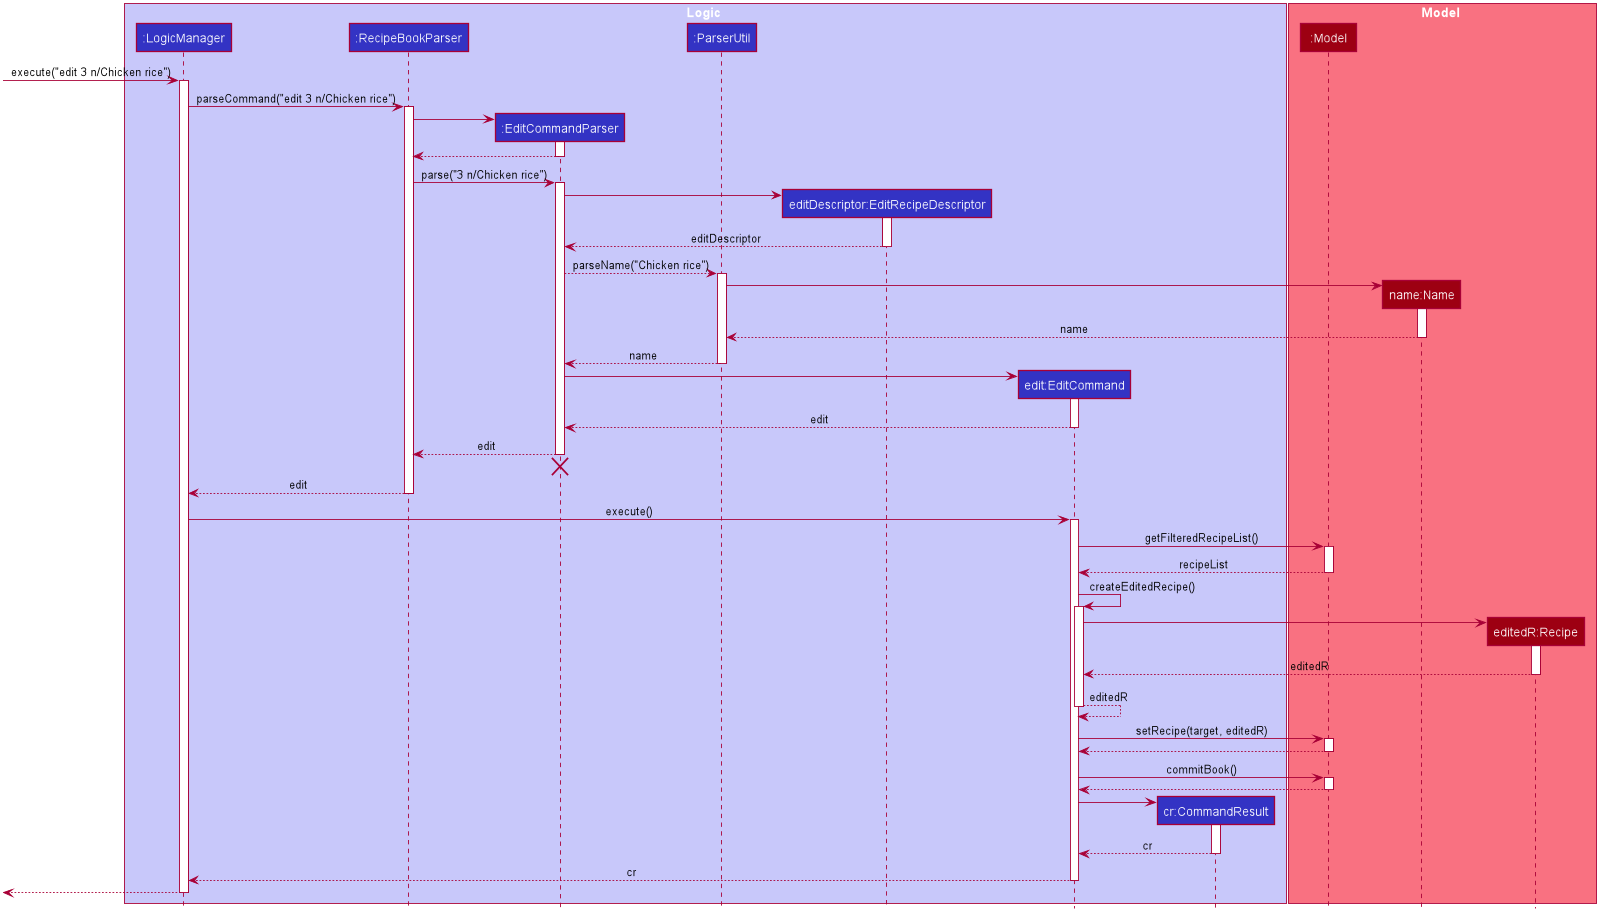 Logic
Model
:LogicManager
:RecipeBookParser
:ParserUtil
:Model
execute("edit 3 n/Chicken rice")
parseCommand("edit 3 n/Chicken rice")
:EditCommandParser
parse("3 n/Chicken rice")
editDescriptor:EditRecipeDescriptor
editDescriptor
parseName("Chicken rice")
name:Name
name
name
edit:EditCommand
edit
edit
edit
execute()
getFilteredRecipeList()
recipeList
createEditedRecipe()
editedR:Recipe
editedR
editedR
setRecipe(target, editedR)
commitBook()
cr:CommandResult
cr
cr